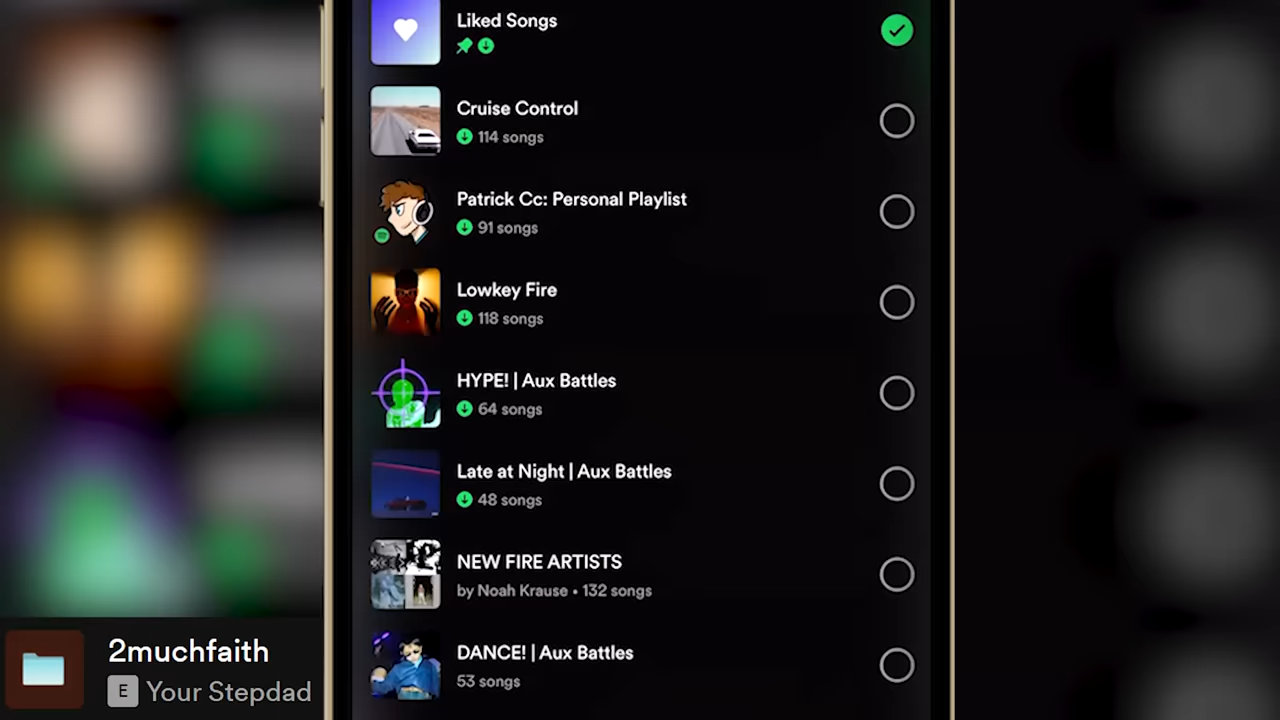 Liked Songs
Cruise Control
114 songs
Patrick Cc: Personal Playlist
91 songs
Lowkey Fire
118 songs
HYPE! | Aux Battles
64 songs
Late at Night | Aux Battles
48 songs
NEW FIRE ARTISTS
by Noah Krause • 132 songs
DANCE! | Aux Battles
53 songs
2muchfaith
E Your Stepdad